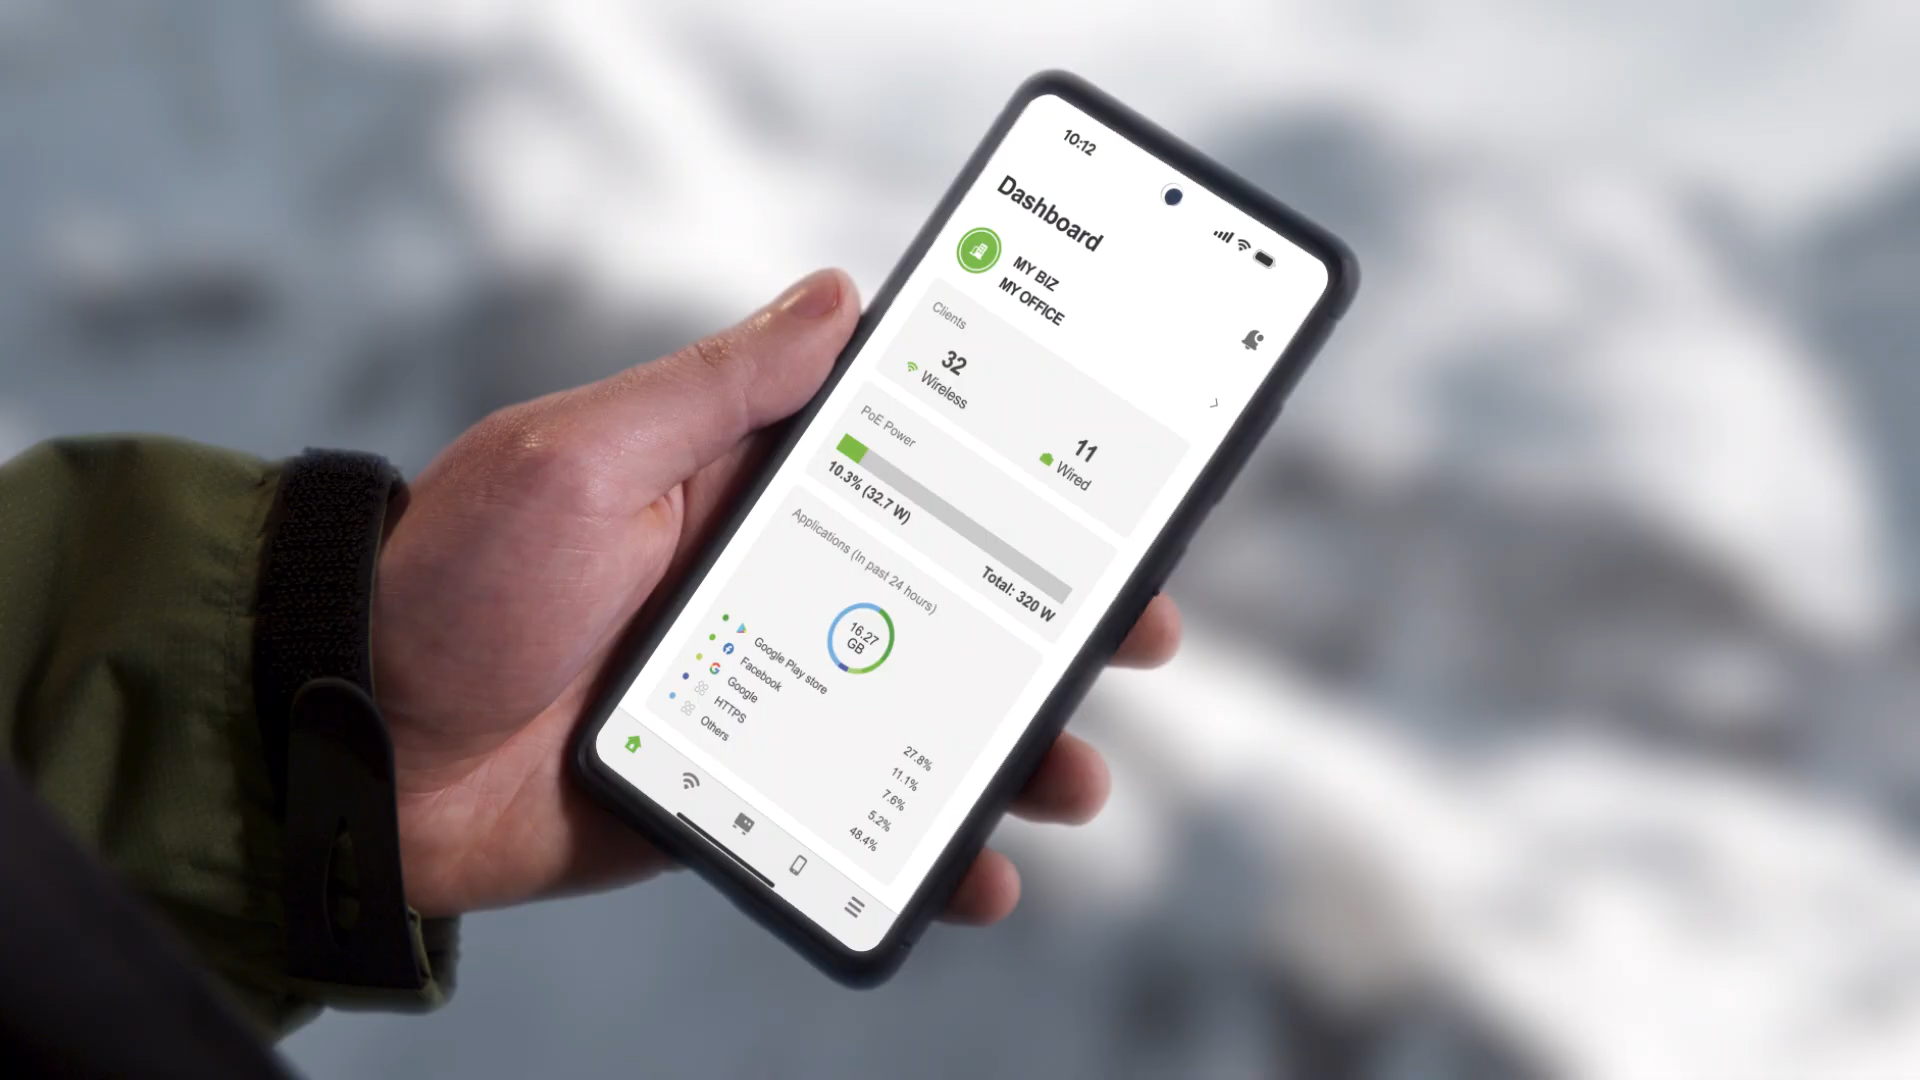 10:12
Dashboard
MY BIZ
MY OFFICE
Clients
32
Wireless
11
Wired
PoE Power
10.3% (32.7 W)
Total: 320 W
Applications (In past 24 hours)
16.27
GB
Google Play store 27.8%
Facebook 11.1%
Google 7.6%
HTTPS 5.2%
Others 48.4%